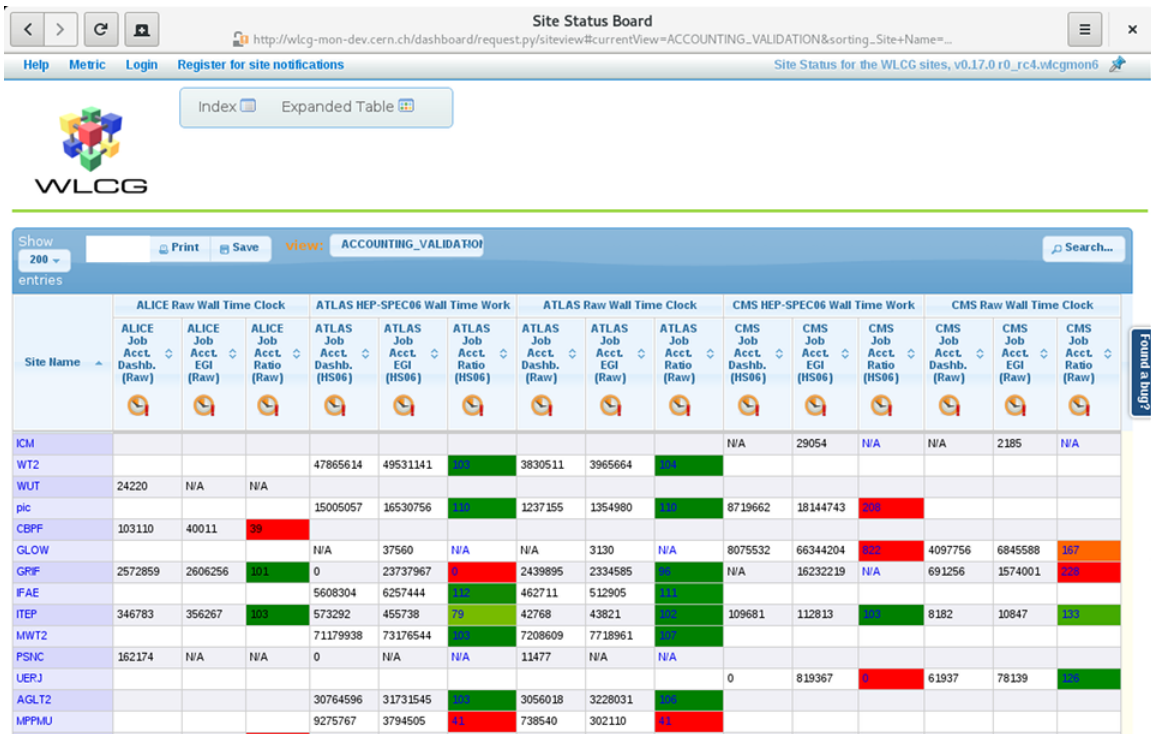 Site Status Board
http://wlcg-mon-dev.cern.ch/dashboard/request.py/siteview#currentView=ACCOUNTING_VALIDATION&sorting_Site+Name=...
Help Metric Login Register for site notifications Site Status for the WLCG sites, v0.17.0 r0_rc4.wlcgmon6
Index Expanded Table
WLCG
Show 200 entries Print Save view: ACCOUNTING_VALIDATION Search...
ALICE Raw Wall Time Clock ATLAS HEP-SPEC06 Wall Time Work ATLAS Raw Wall Time Clock CMS HEP-SPEC06 Wall Time Work CMS Raw Wall Time Clock
Site Name ALICE Job Acct. Dashb. (Raw) ALICE Job Acct. EGI (Raw) ALICE Job Acct. Ratio (Raw) ATLAS Job Acct. Dashb. (HS06) ATLAS Job Acct. EGI (HS06) ATLAS Job Acct. Ratio (HS06) ATLAS Job Acct. Dashb. (Raw) ATLAS Job Acct. EGI (Raw) ATLAS Job Acct. Ratio (Raw) CMS Job Acct. Dashb. (HS06) CMS Job Acct. EGI (HS06) CMS Job Acct. Ratio (HS06) CMS Job Acct. Dashb. (Raw) CMS Job Acct. EGI (Raw) CMS Job Acct. Ratio (Raw)
Found a bug?
ICM N/A 29054 N/A N/A 2185 N/A
WT2 47865614 49531141 103 3830511 3965664 104
WUT 24220 N/A N/A
pic 15005057 16530756 110 1237155 1354980 110 8719662 18144743 208
CBPF 103110 40011 39
GLOW N/A 37560 N/A N/A 3130 N/A 8075532 66344204 822 4097756 6845588 167
GRIF 2572859 2606256 101 0 23737967 0 2439895 2334585 96 N/A 16232219 N/A 691256 1574001 228
IFAE 5608304 6257444 112 462711 512905 111
ITEP 346783 356267 103 573292 455738 79 42768 43821 102 109681 112813 103 8182 10847 133
MWT2 71179938 73176544 103 7208609 7718961 107
PSNC 162174 N/A N/A 0 N/A N/A 11477 N/A N/A
UERJ 0 819367 0 61937 78139 126
AGLT2 30764596 31731545 103 3056018 3228031 106
MPPMU 9275767 3794505 41 738540 302110 41